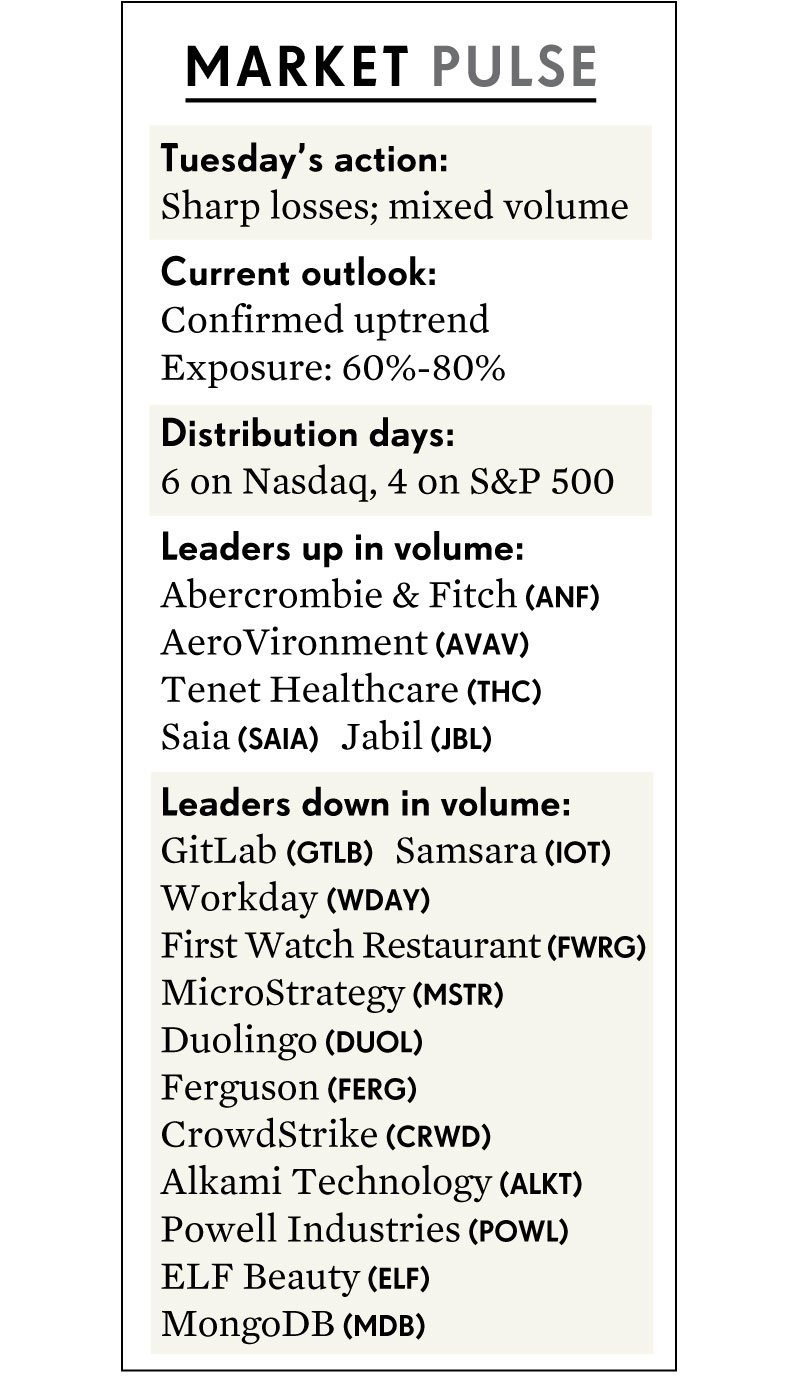 MARKET PULSE
Tuesday’s action:
Sharp losses; mixed volume
Current outlook:
Confirmed uptrend
Exposure: 60%-80%
Distribution days:
6 on Nasdaq, 4 on S&P 500
Leaders up in volume:
Abercrombie & Fitch (ANF)
AeroVironment (AVAV)
Tenet Healthcare (THC)
Saia (SAIA) Jabil (JBL)
Leaders down in volume:
GitLab (GTLB) Samsara (IOT)
Workday (WDAY)
First Watch Restaurant (FWRG)
MicroStrategy (MSTR)
Duolingo (DUOL)
Ferguson (FERG)
CrowdStrike (CRWD)
Alkami Technology (ALKT)
Powell Industries (POWL)
ELF Beauty (ELF)
MongoDB (MDB)